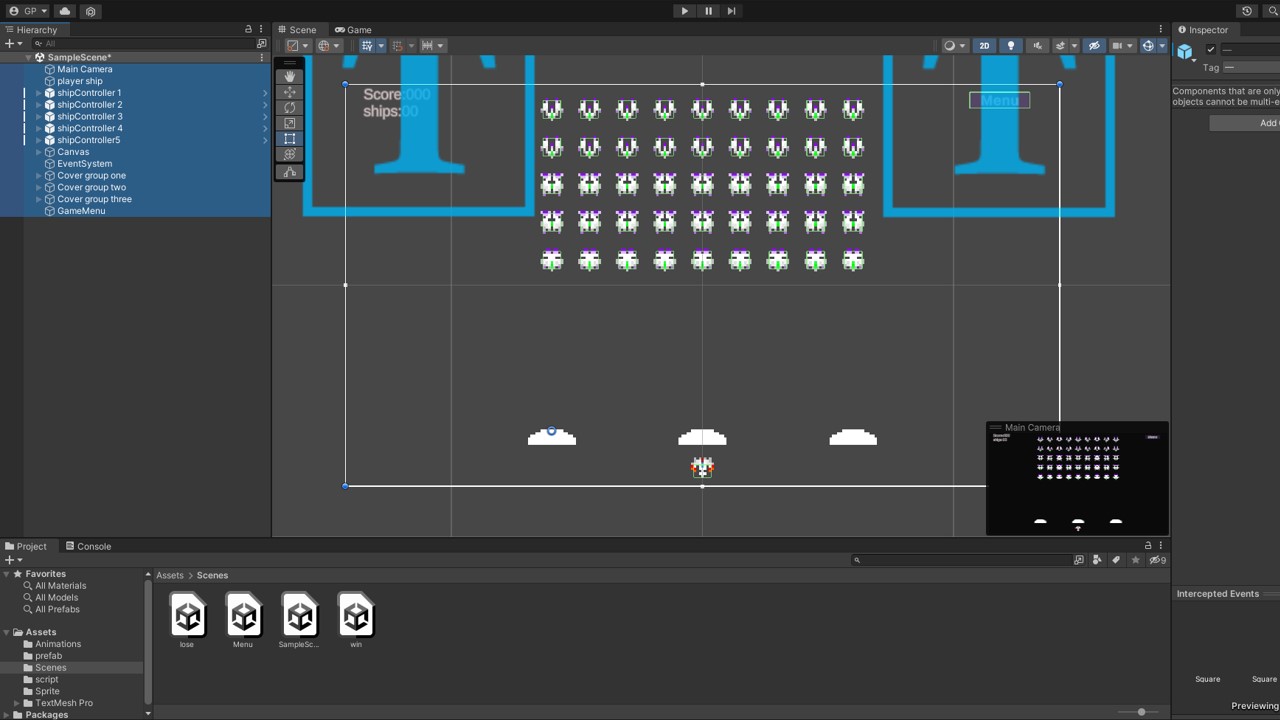 GP
Hierarchy
Scene
Game
Inspector
All
2D
SampleScene*
Main Camera
player ship
shipController 1
shipController 2
shipController 3
shipController 4
shipController5
Canvas
EventSystem
Cover group one
Cover group two
Cover group three
GameMenu
Score:000
ships:00
Menu
Tag
Components that are only
objects cannot be multi-e
Add
Main Camera
Project
Console
9
Favorites
All Materials
All Models
All Prefabs
Assets
Animations
prefab
Scenes
script
Sprite
TextMesh Pro
Packages
Assets > Scenes
lose
Menu
SampleSc...
win
Intercepted Events
Square
Square
Previewing